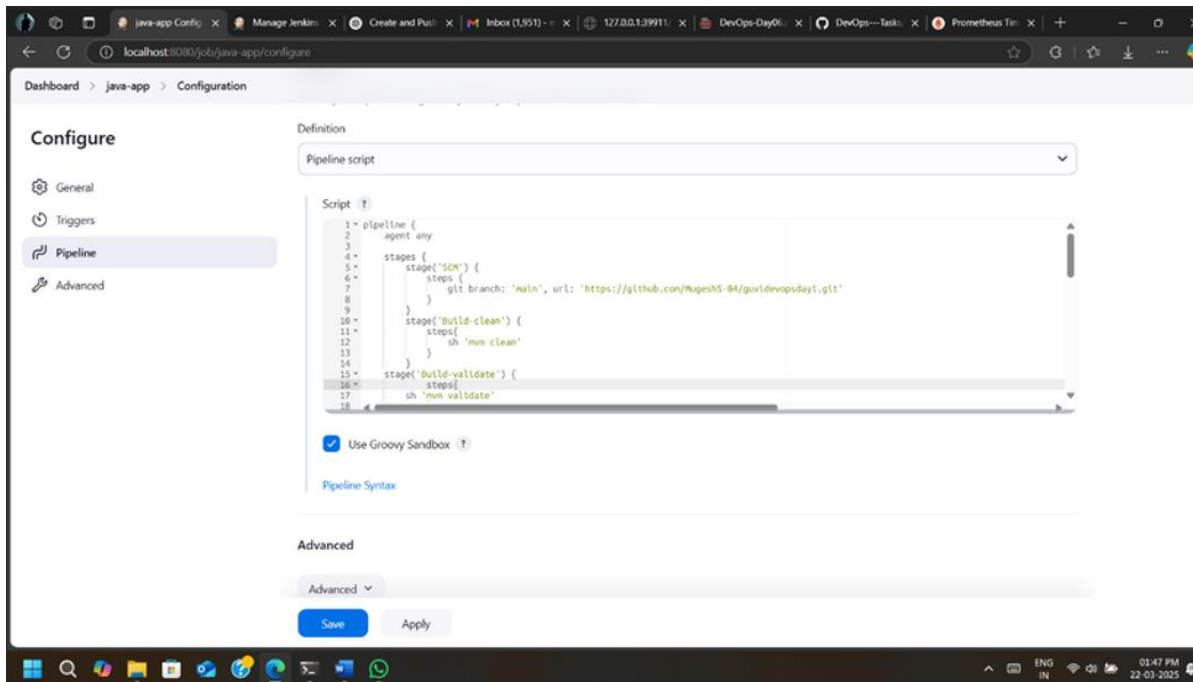 java-app Config
Manage Jenkins
Create and Push
Inbox (1,951) -
127.0.0.1:39911/
DevOps-Day06
DevOps---Tasks
Prometheus Tim
localhost:8080/job/java-app/configure
Dashboard > java-app > Configuration
Configure
General
Triggers
Pipeline
Advanced
Definition
Pipeline script
Script ?
1 pipeline {
2 agent any
3
4 stages {
5 stage('SCM') {
6 steps {
7 git branch: 'main', url: 'https://github.com/MugeshS-04/guvidevopsday1.git'
8 }
9 }
10 stage('Build-clean') {
11 steps{
12 sh 'mvn clean'
13 }
14 }
15 stage('Build-validate') {
16 steps{
17 sh 'mvn validate'
18
Use Groovy Sandbox ?
Pipeline Syntax
Advanced
Advanced
Save
Apply
ENG
IN
01:47 PM
22-03-2025